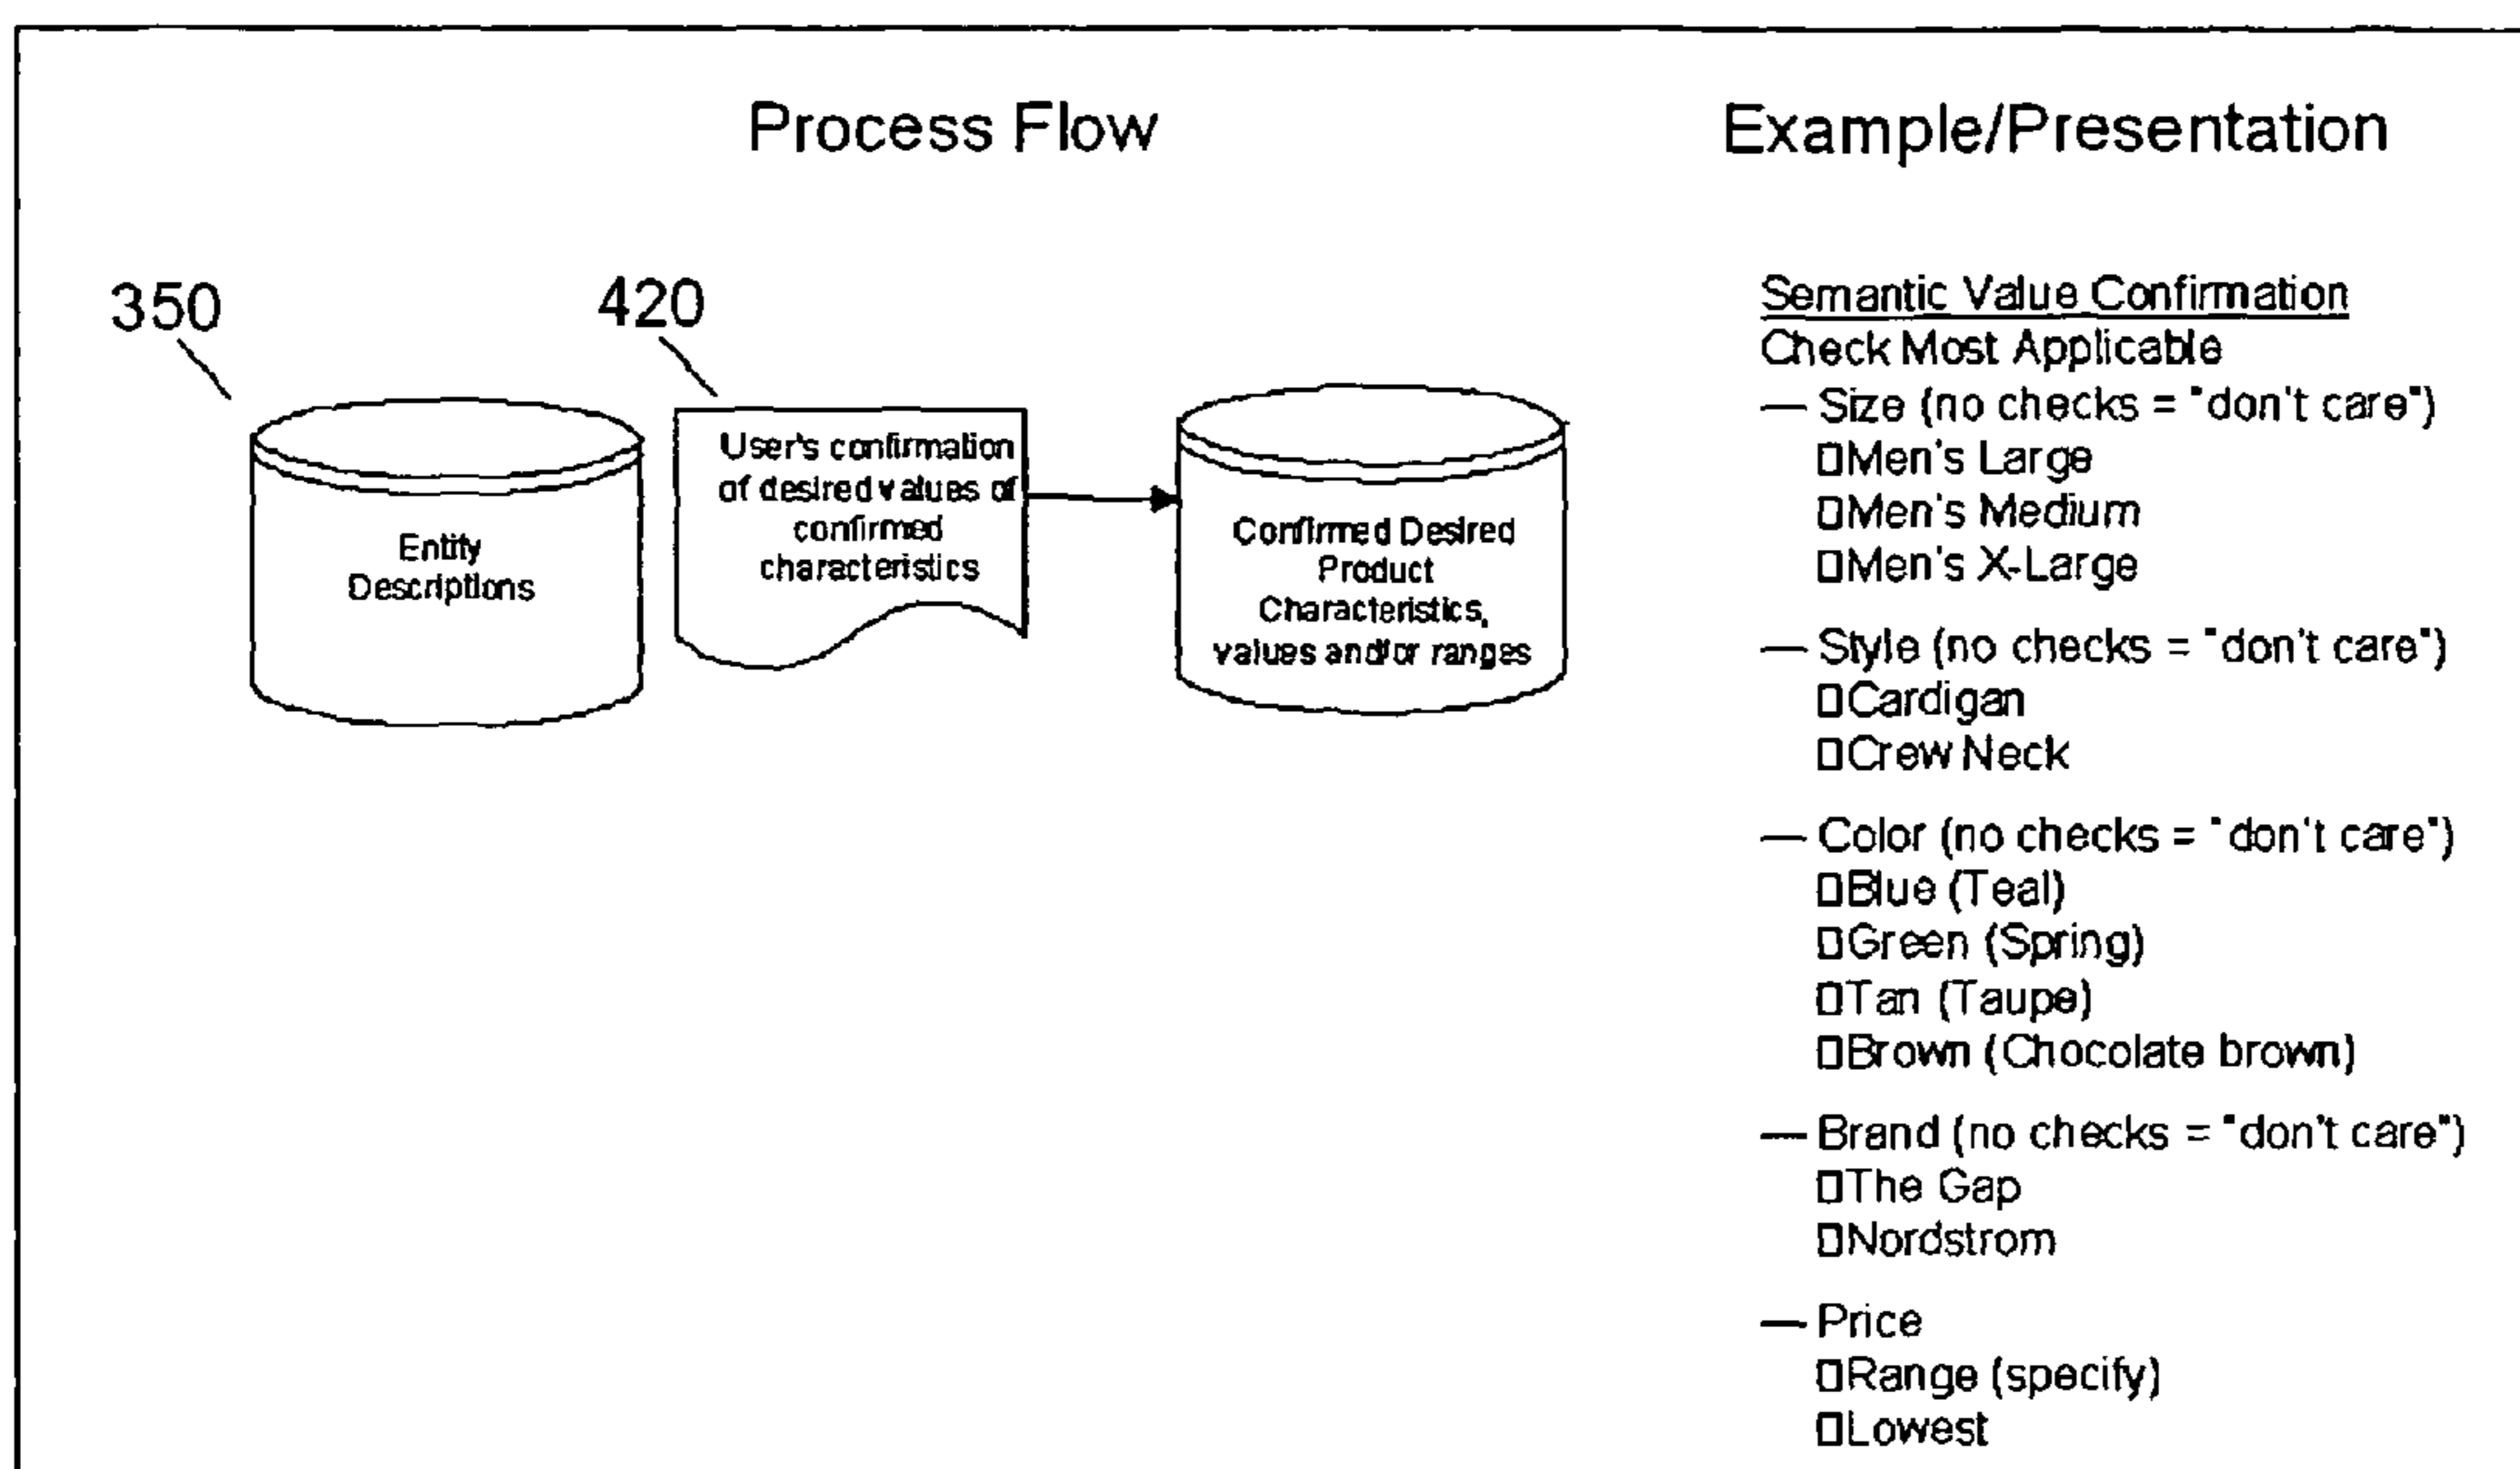 Process Flow
Example/Presentation
350
420
Entity
Descriptions
User's confirmation
of desired values of
confirmed
characteristics
Confirmed Desired
Product
Characteristics,
values and/or ranges
Semantic Value Confirmation
Check Most Applicable
— Size (no checks = "don't care")
▯Men's Large
▯Men's Medium
▯Men's X-Large
— Style (no checks = "don't care")
▯Cardigan
▯Crew Neck
— Color (no checks = "don't care")
▯Blue (Teal)
▯Green (Spring)
▯Tan (Taupe)
▯Brown (Chocolate brown)
— Brand (no checks = "don't care")
▯The Gap
▯Nordstrom
— Price
▯Range (specify)
▯Lowest